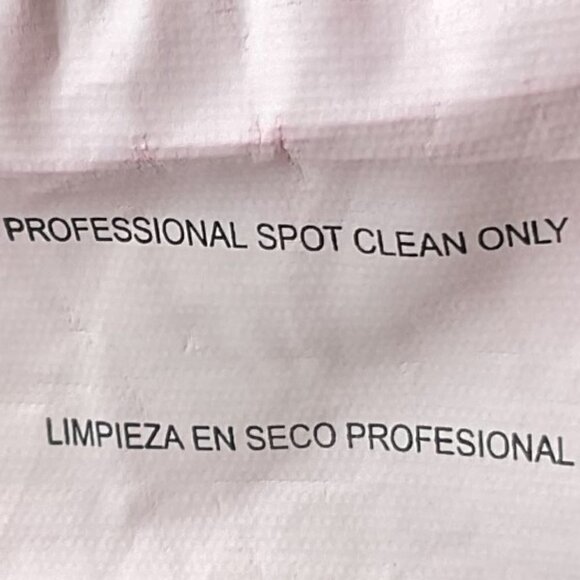 PROFESSIONAL SPOT CLEAN ONLY
LIMPIEZA EN SECO PROFESIONAL